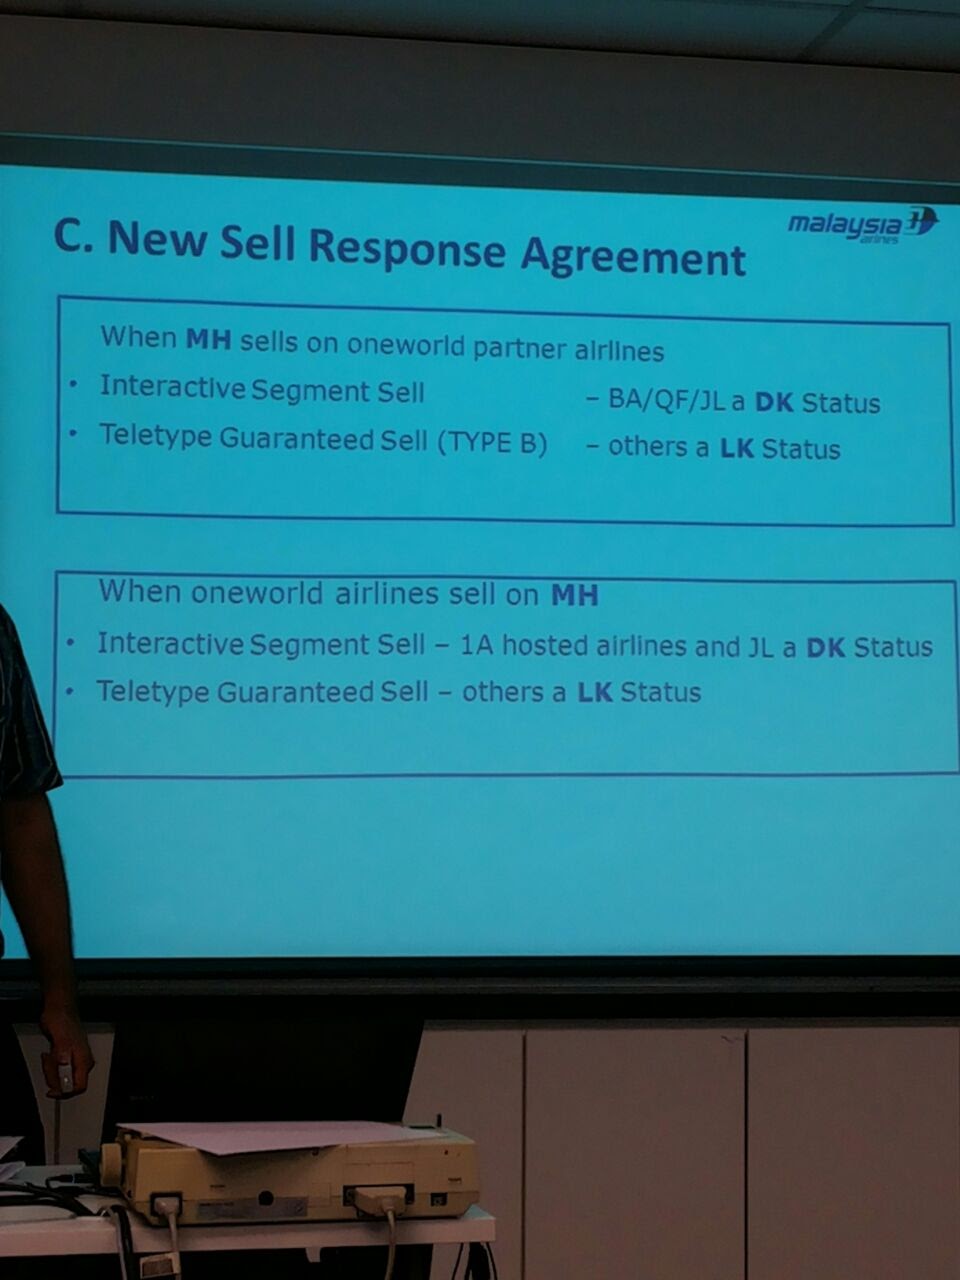 C. New Sell Response Agreement
malaysia
airlines
When MH sells on oneworld partner airlines
• Interactive Segment Sell – BA/QF/JL a DK Status
• Teletype Guaranteed Sell (TYPE B) – others a LK Status
When oneworld airlines sell on MH
• Interactive Segment Sell – 1A hosted airlines and JL a DK Status
• Teletype Guaranteed Sell – others a LK Status